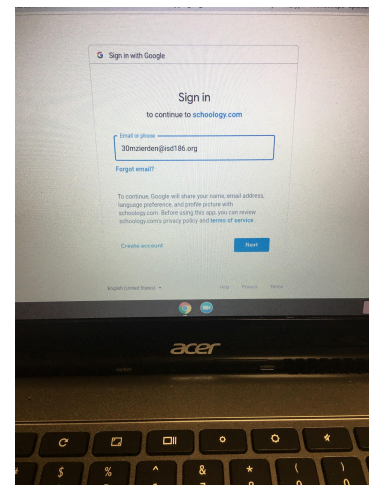 Sign in with Google
Sign in
to continue to schoology.com
Email or phone
30mzierden@isd186.org
Forgot email?
To continue, Google will share your name, email address,
language preference, and profile picture with
schoology.com. Before using this app, you can review
schoology.com's privacy policy and terms of service.
Create account
Next
English (United States)
Help Privacy Terms
acer
$ % ^ & * ( )